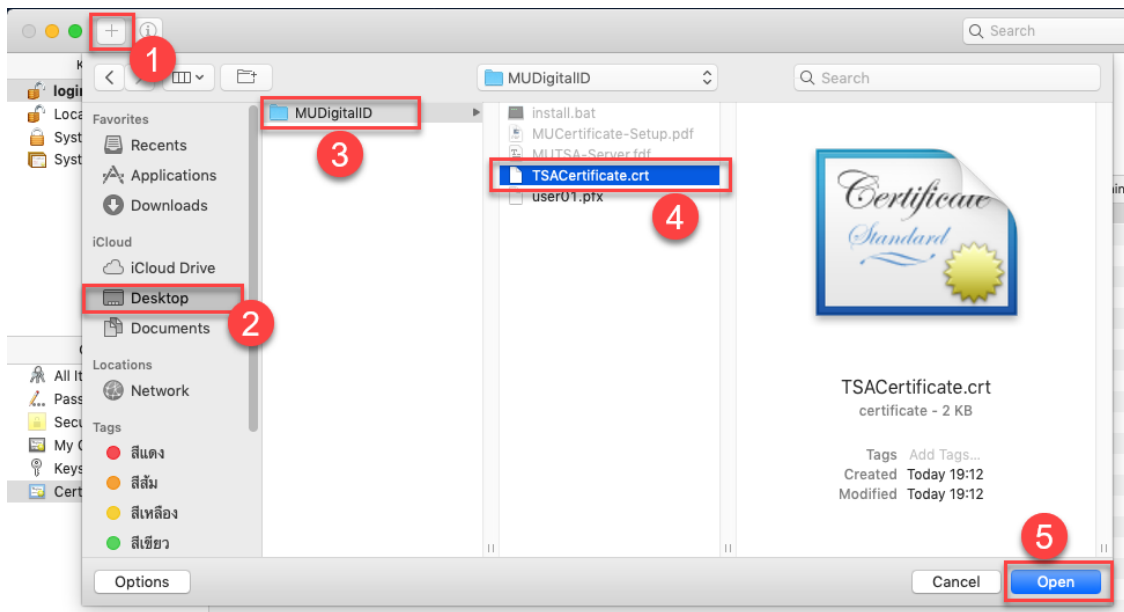 Search
1
MUDigitalID
Search
login
Loca
Syst
Syst
Favorites
Recents
Applications
Downloads
iCloud
iCloud Drive
Desktop
2
Documents
Locations
Network
Tags
สีแดง
สีส้ม
สีเหลือง
สีเขียว
MUDigitalID
3
install.bat
MUCertificate-Setup.pdf
MUTSA-Server.fdf
TSACertificate.crt
user01.pfx
4
Certificate
Standard
TSACertificate.crt
certificate - 2 KB
Tags Add Tags...
Created Today 19:12
Modified Today 19:12
All It
Pass
Secu
My C
Keys
Cert
5
Options
Cancel
Open